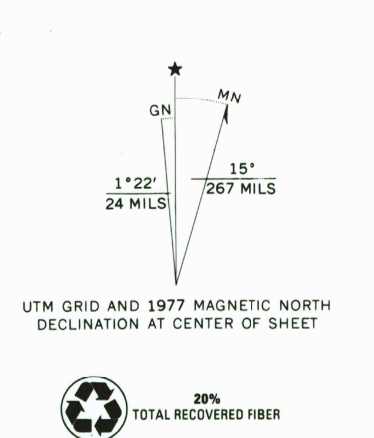 MN
GN
1°22'
24 MILS
15°
267 MILS
UTM GRID AND 1977 MAGNETIC NORTH
DECLINATION AT CENTER OF SHEET
20%
TOTAL RECOVERED FIBER